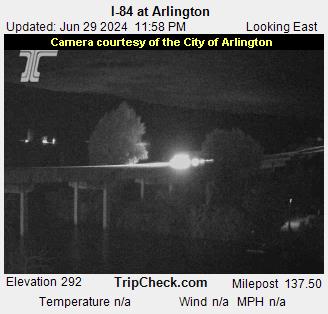 I-84 at Arlington
Updated: Jun 29 2024 11:58 PM Looking East
Camera courtesy of the City of Arlington
Elevation 292 TripCheck.com Milepost 137.50
Temperature n/a Wind n/a MPH n/a